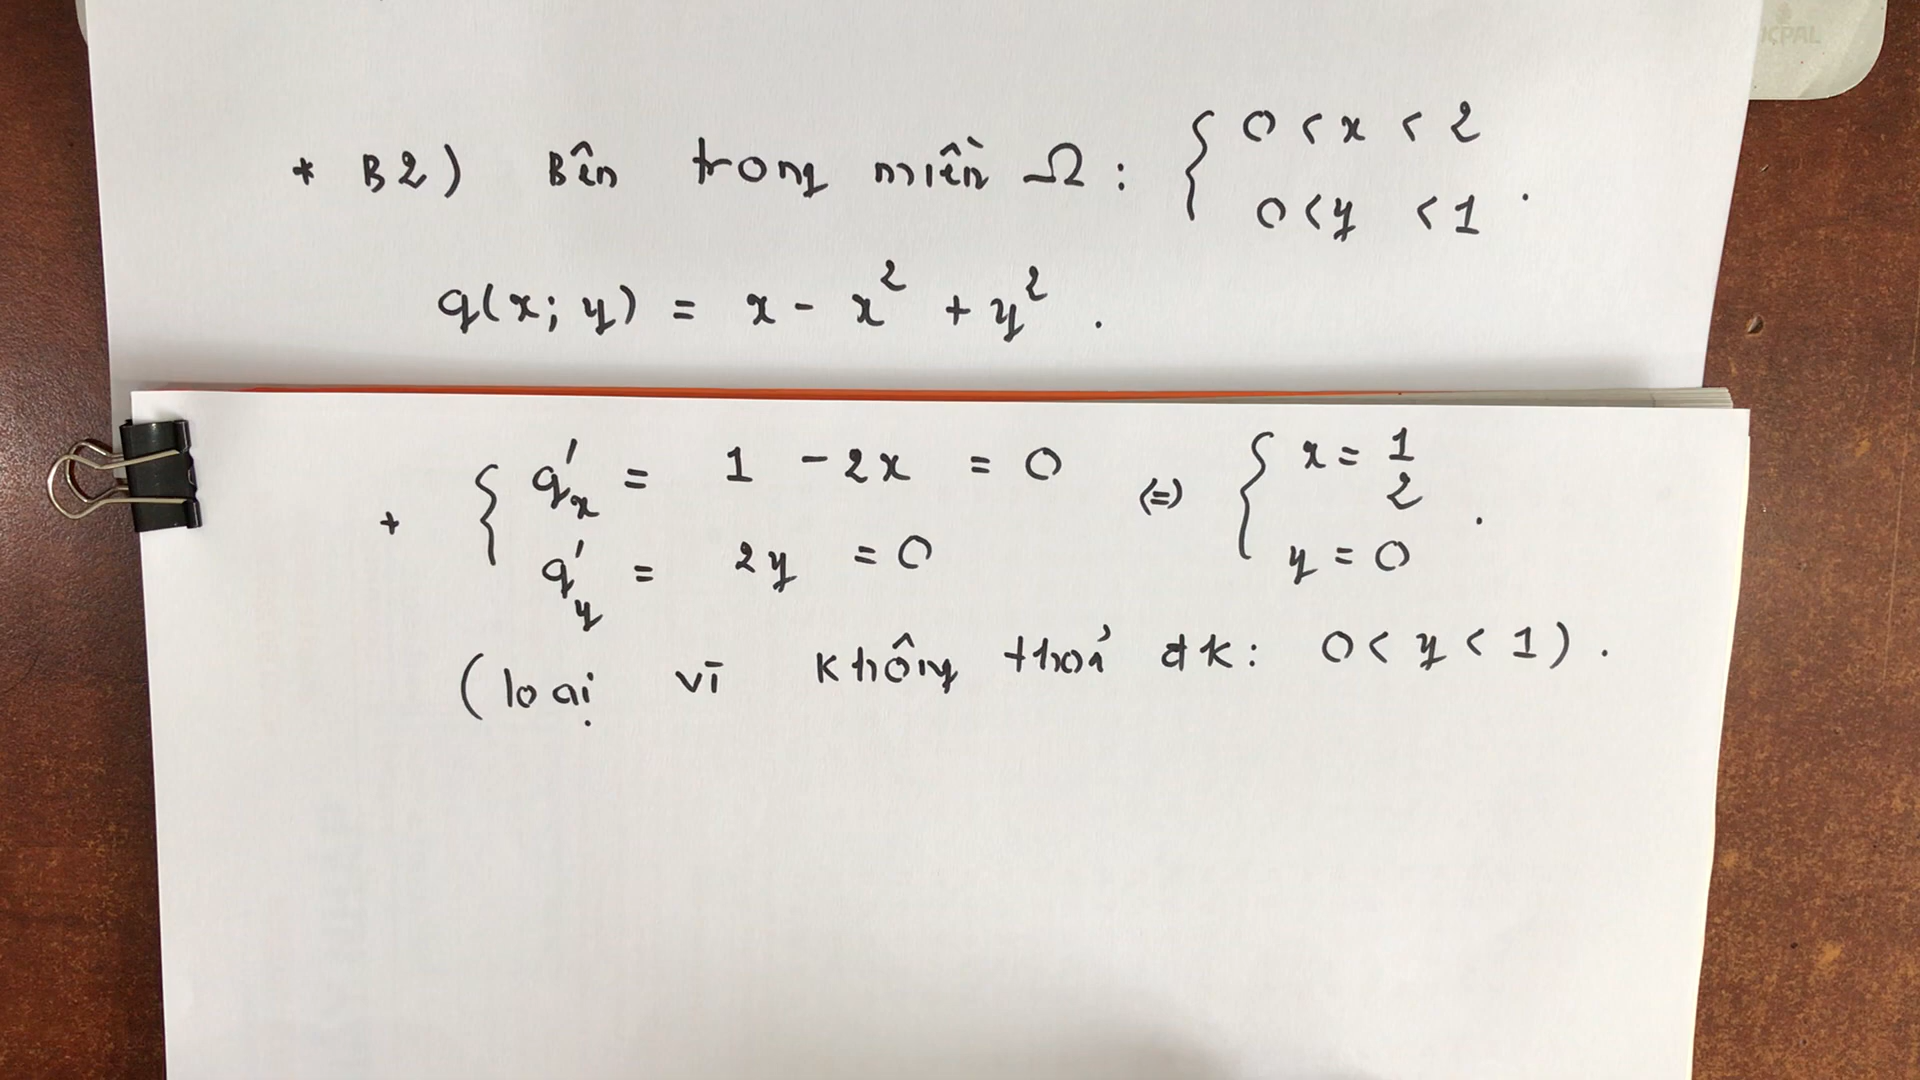 * B2) Bên trong miền Ω: { 0 < x < 2
0 < y < 1 .
q(x; y) = x - x² + y² .
+ { q'x = 1 - 2x = 0 (=) { x = 1/2
q'y = 2y = 0 y = 0 .
(loại vì không thoả đk: 0 < y < 1) .